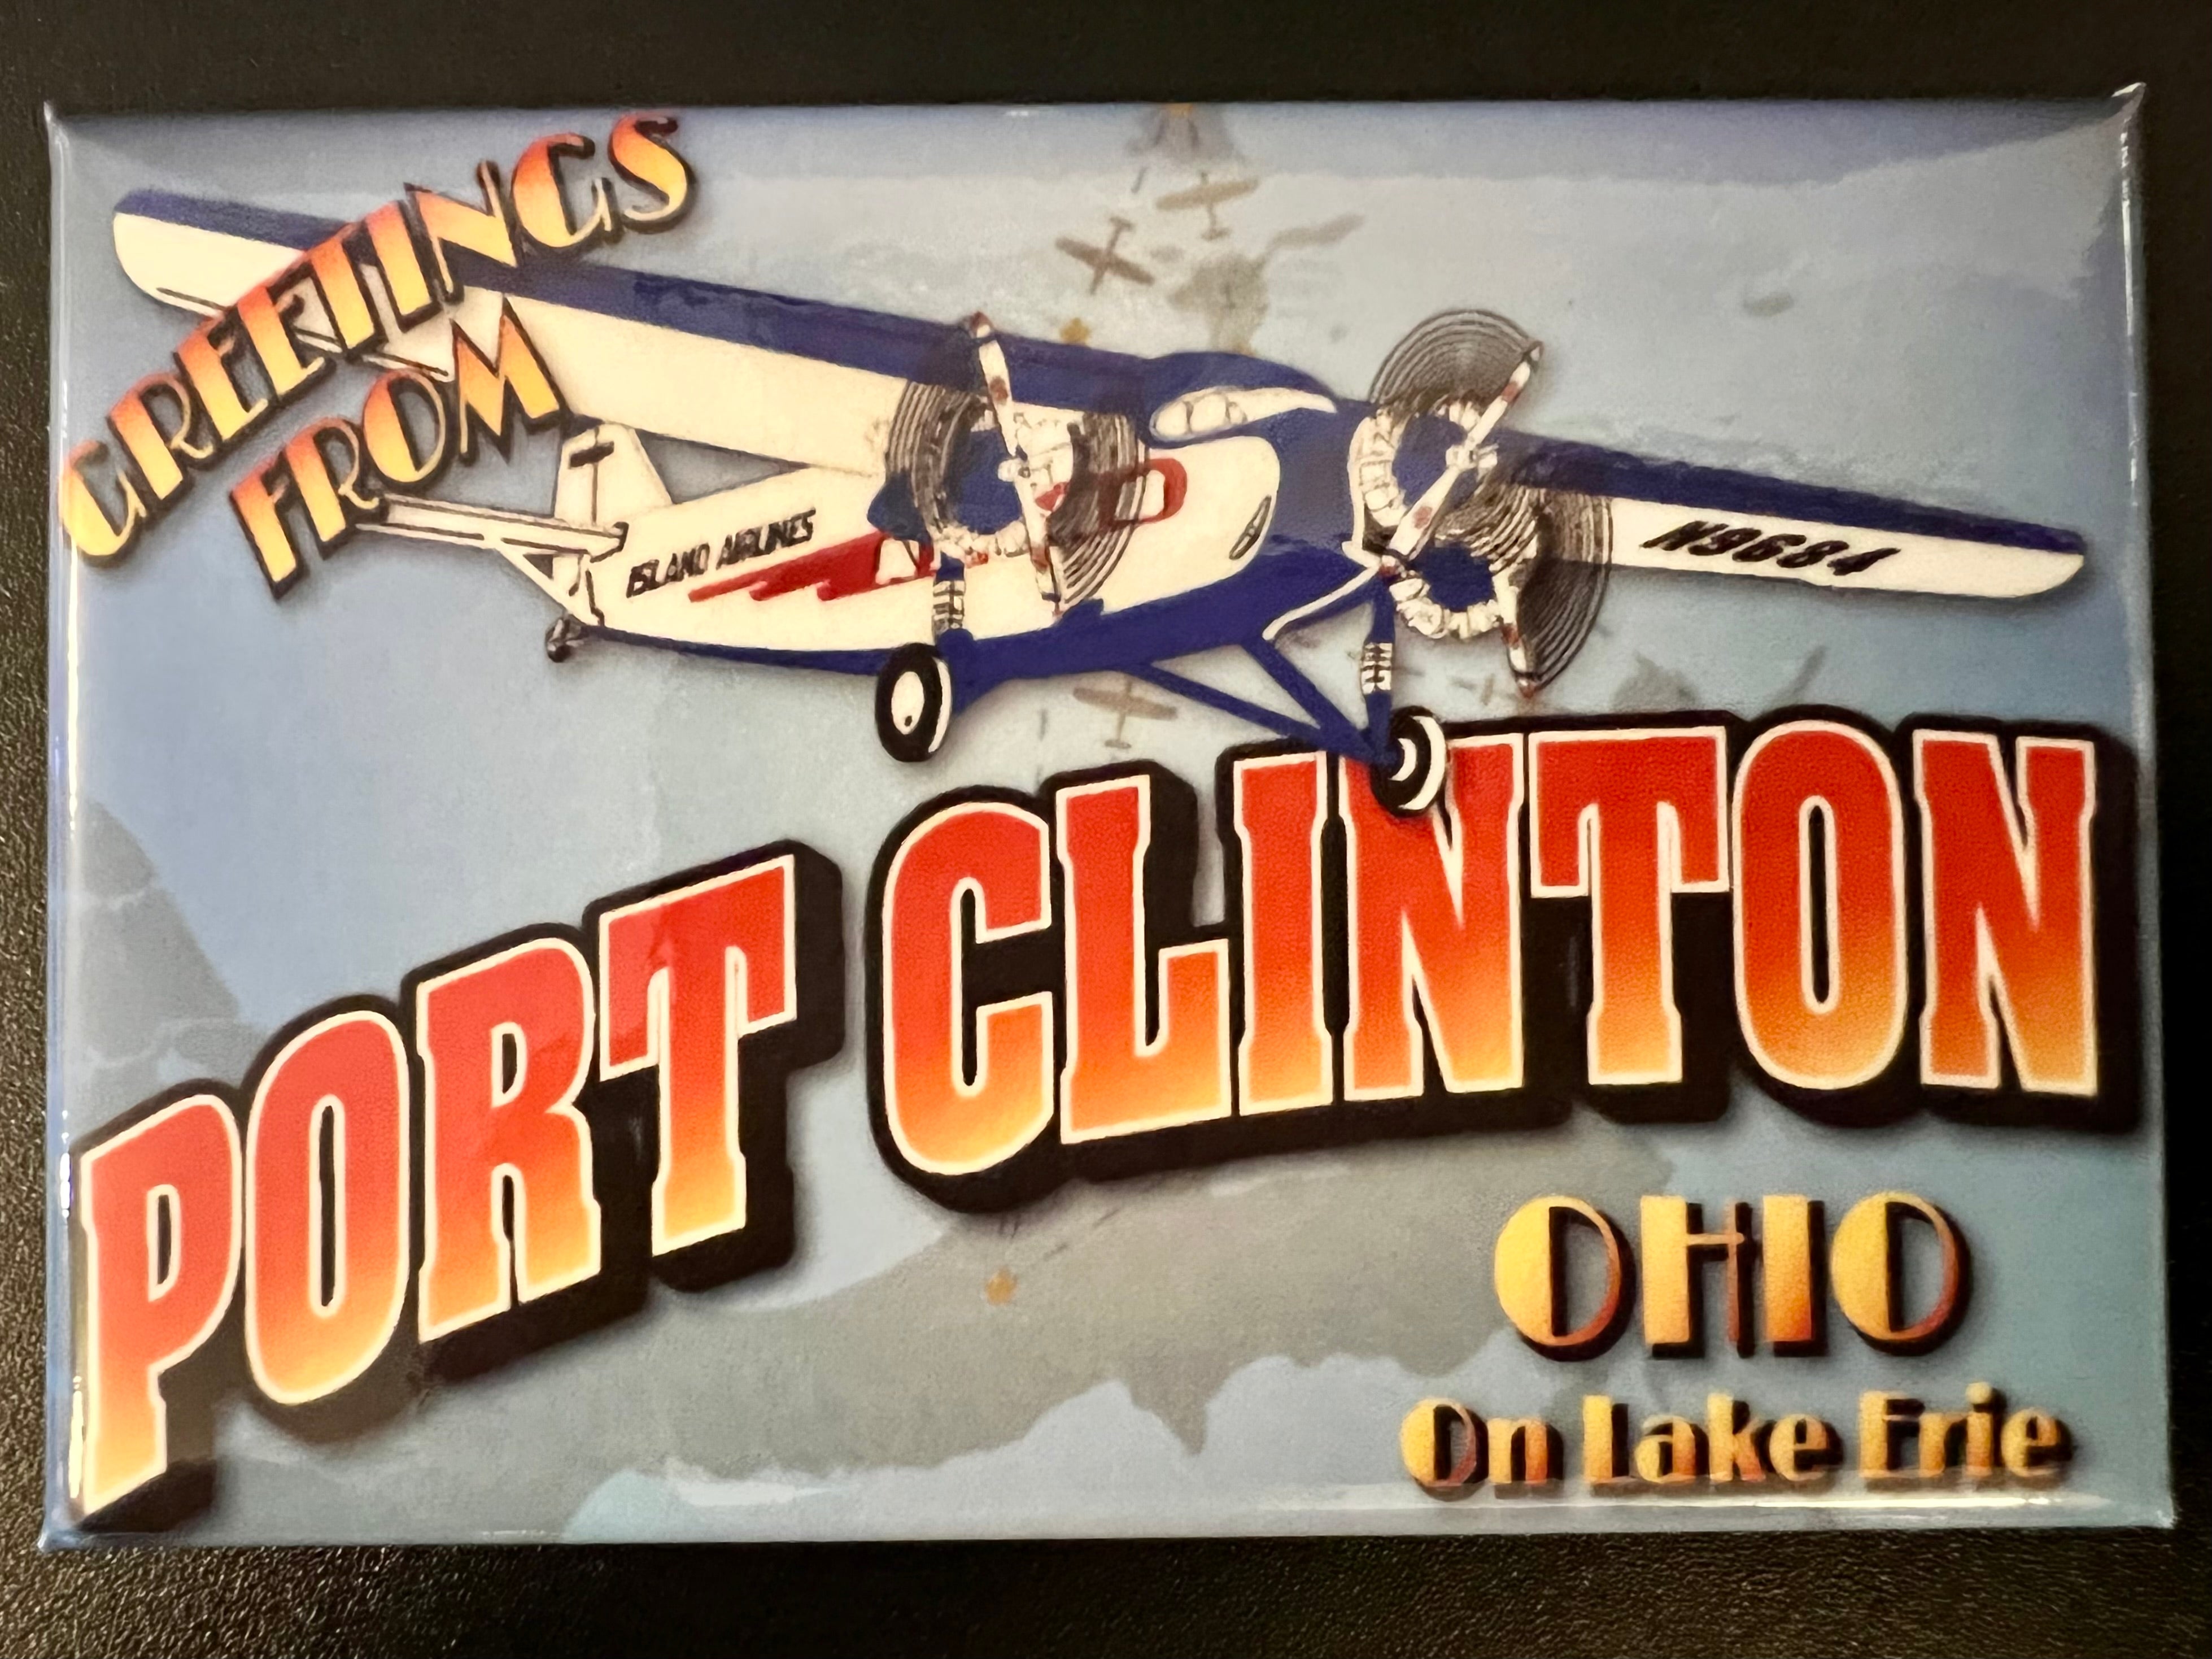 GREETINGS
FROM
ISLAND AIRLINES
N9684
PORT CLINTON
OHIO
On Lake Erie